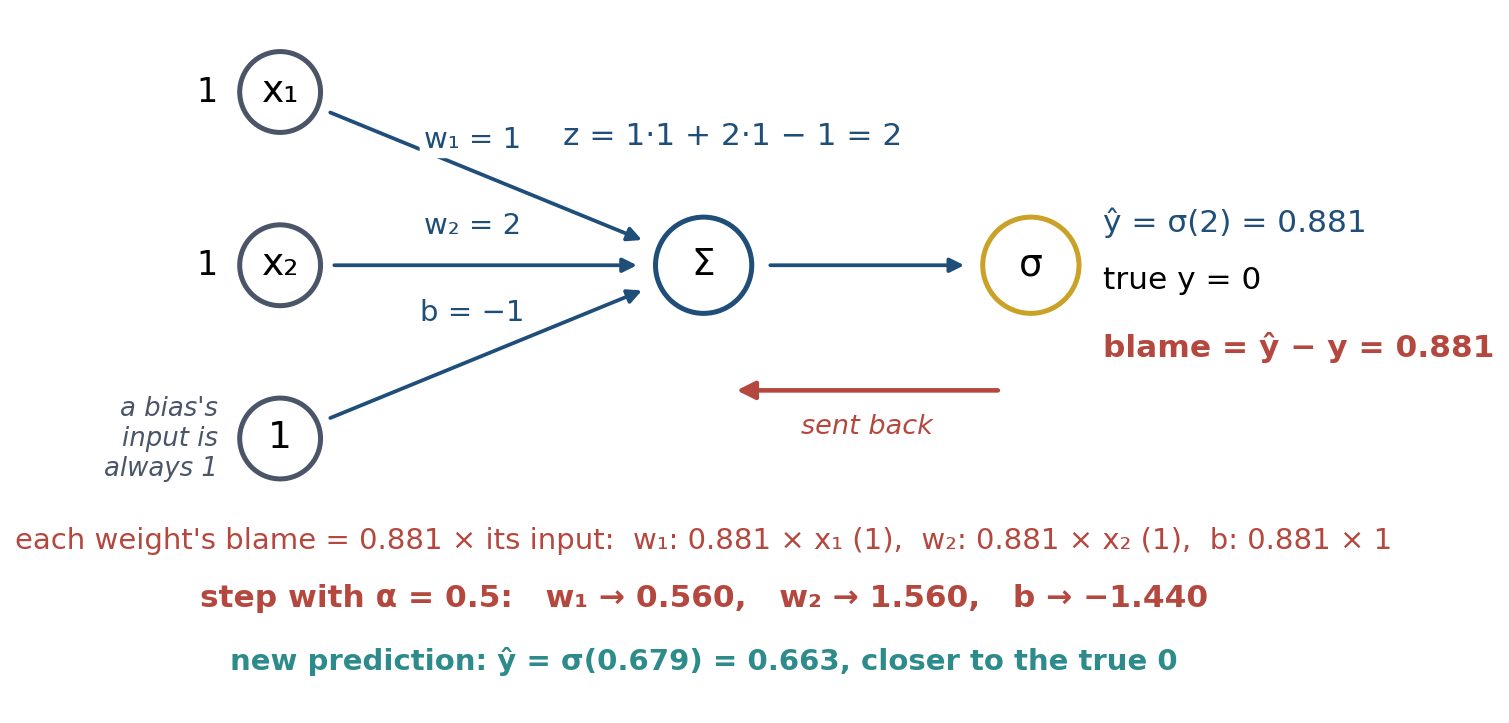 1 x₁
w₁ = 1
z = 1·1 + 2·1 − 1 = 2
w₂ = 2
1 x₂
Σ
σ
ŷ = σ(2) = 0.881
true y = 0
b = −1
blame = ŷ − y = 0.881
a bias's
input is
always 1
1
sent back
each weight's blame = 0.881 × its input: w₁: 0.881 × x₁ (1), w₂: 0.881 × x₂ (1), b: 0.881 × 1
step with α = 0.5: w₁ → 0.560, w₂ → 1.560, b → −1.440
new prediction: ŷ = σ(0.679) = 0.663, closer to the true 0